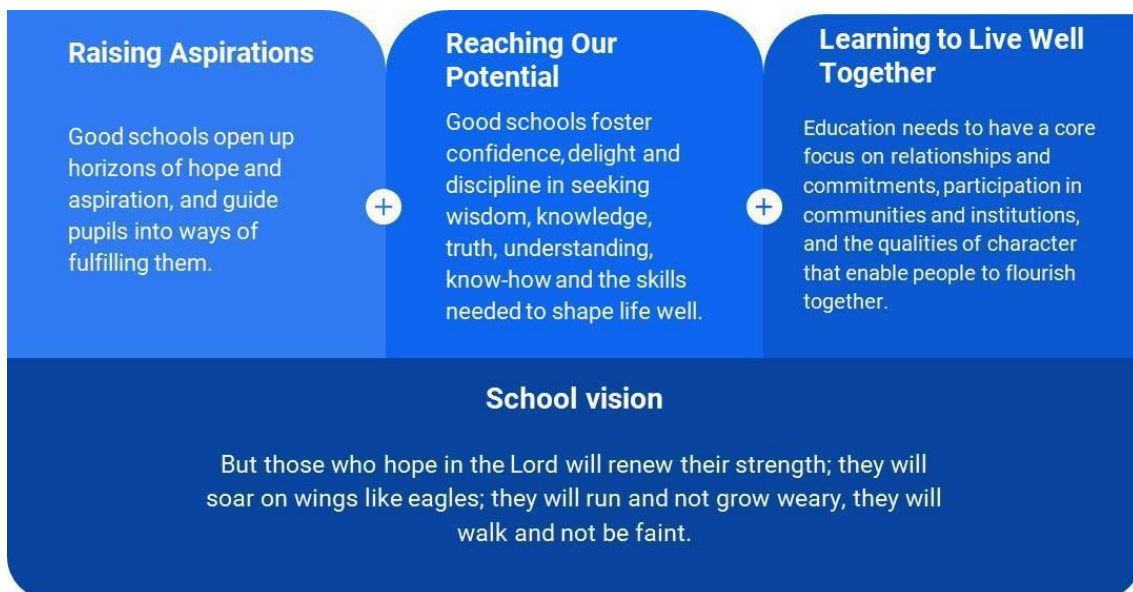 Raising Aspirations
Good schools open up
horizons of hope and
aspiration, and guide
pupils into ways of
fulfilling them.
+
Reaching Our
Potential
Good schools foster
confidence, delight and
discipline in seeking
wisdom, knowledge,
truth, understanding,
know-how and the skills
needed to shape life well.
+
Learning to Live Well
Together
Education needs to have a core
focus on relationships and
commitments, participation in
communities and institutions,
and the qualities of character
that enable people to flourish
together.
School vision
But those who hope in the Lord will renew their strength; they will
soar on wings like eagles; they will run and not grow weary, they will
walk and not be faint.